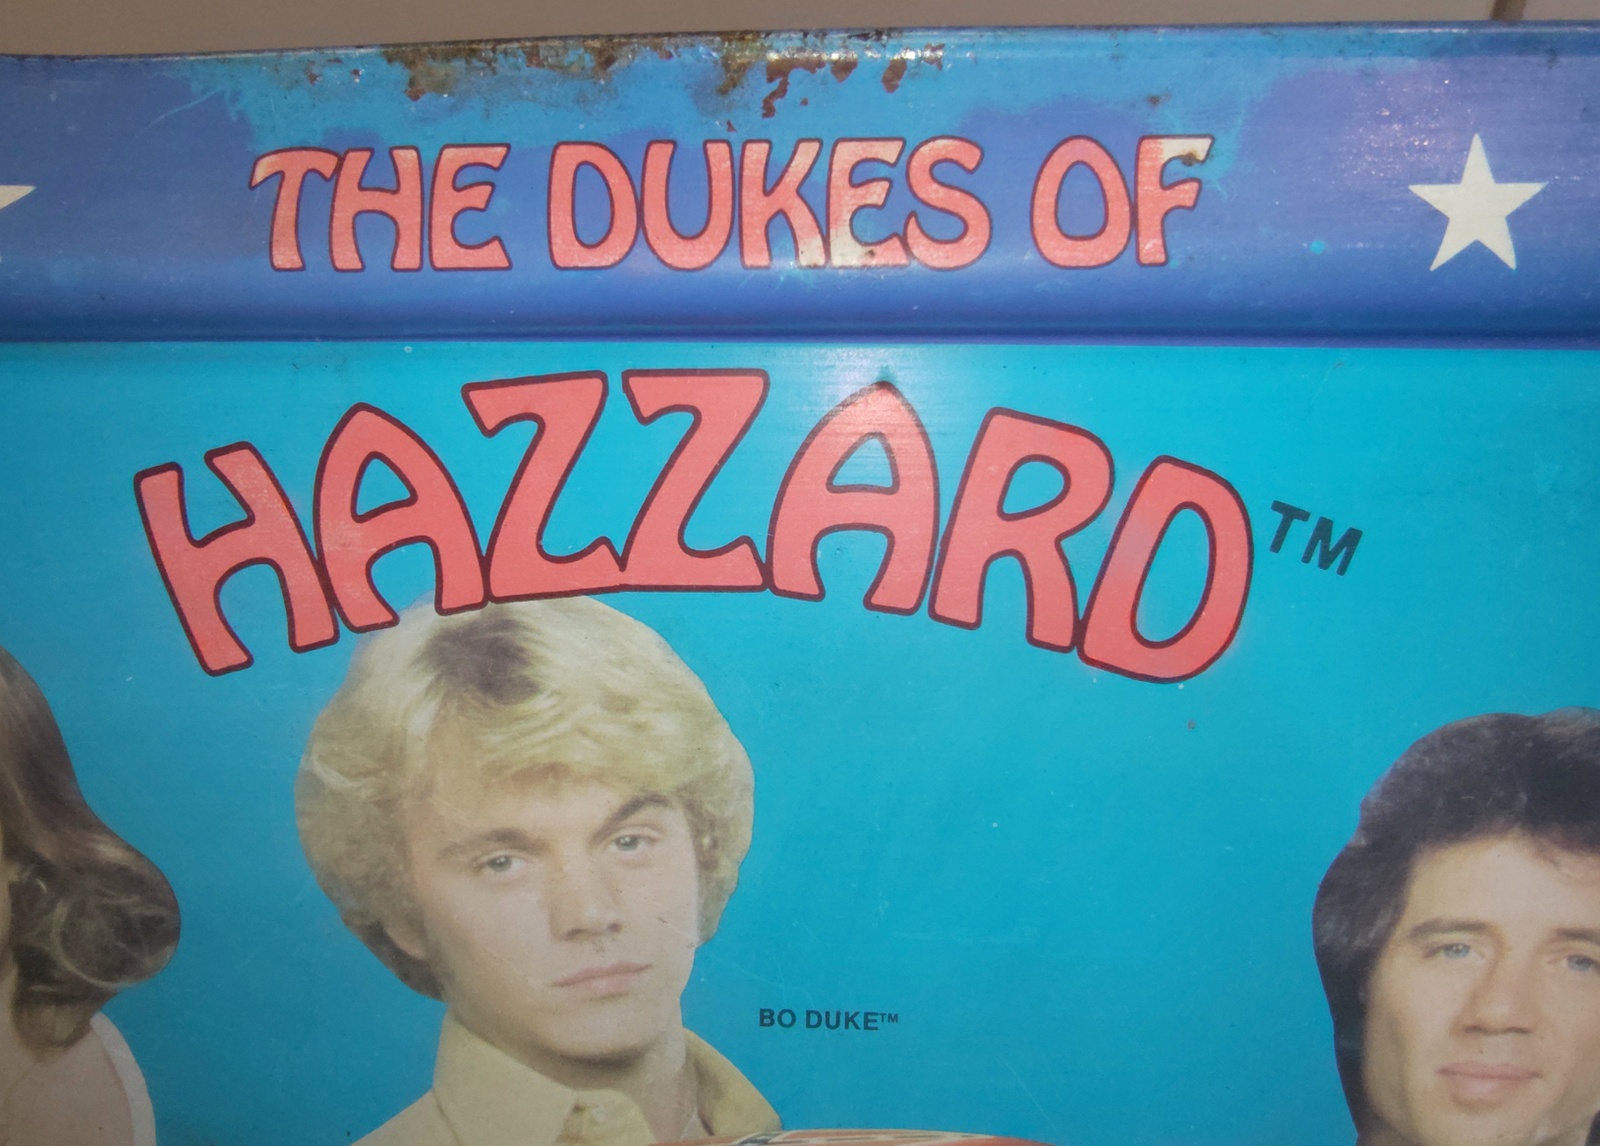 THE DUKES OF
HAZZARD™
BO DUKE™